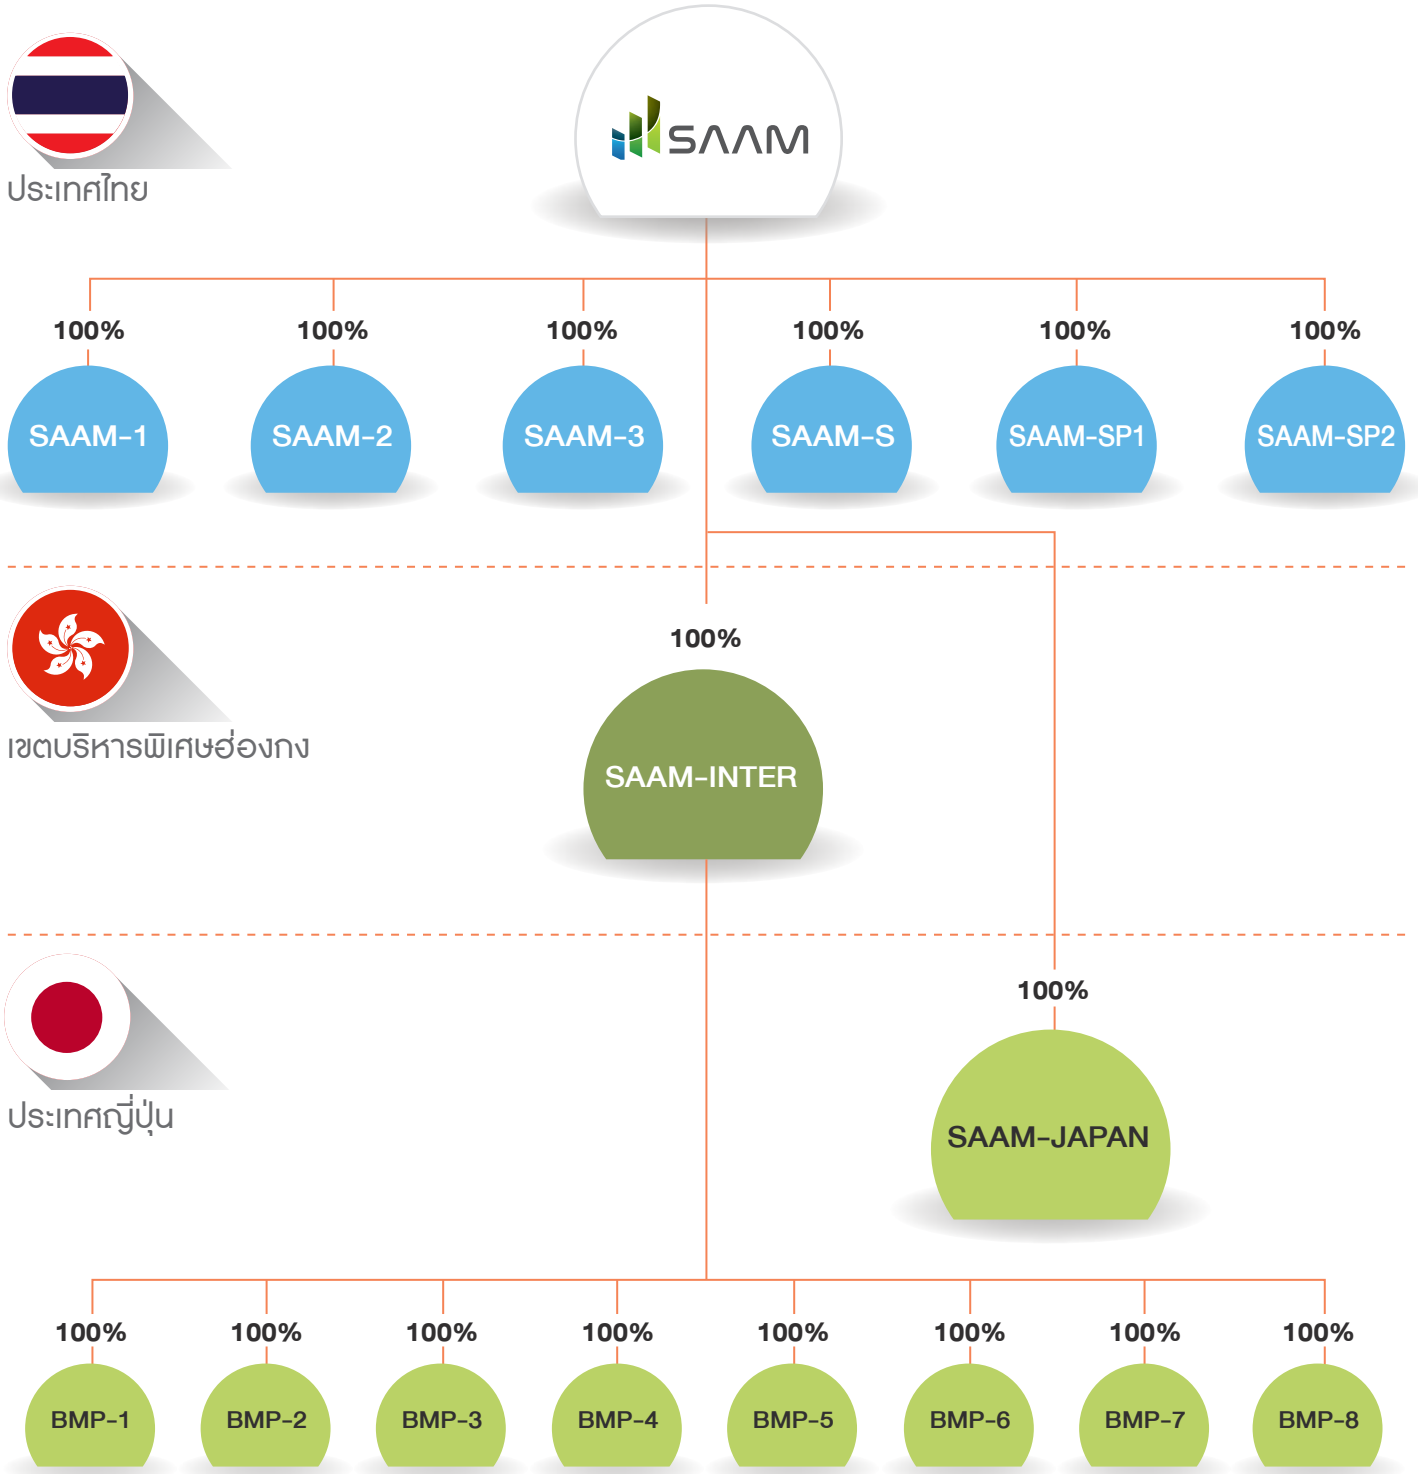 SAAM
ประเทศไทย
100% 100% 100% 100% 100% 100%
SAAM-1 SAAM-2 SAAM-3 SAAM-S SAAM-SP1 SAAM-SP2
100%
เขตบริหารพิเศษฮ่องกง
SAAM-INTER
100%
ประเทศญี่ปุ่น
SAAM-JAPAN
100% 100% 100% 100% 100% 100% 100% 100%
BMP-1 BMP-2 BMP-3 BMP-4 BMP-5 BMP-6 BMP-7 BMP-8